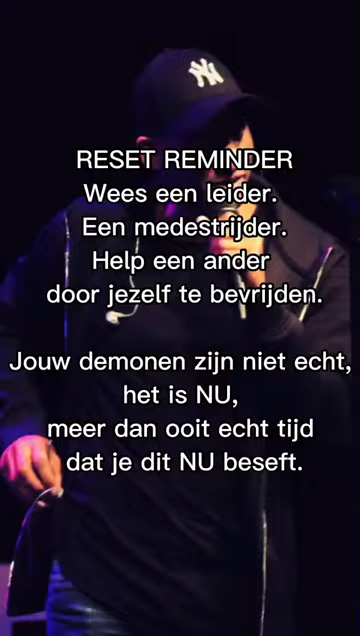 NY
RESET REMINDER
Wees een leider.
Een medestrijder.
Help een ander
door jezelf te bevrijden.
Jouw demonen zijn niet echt,
het is NU,
meer dan ooit echt tijd
dat je dit NU beseft.